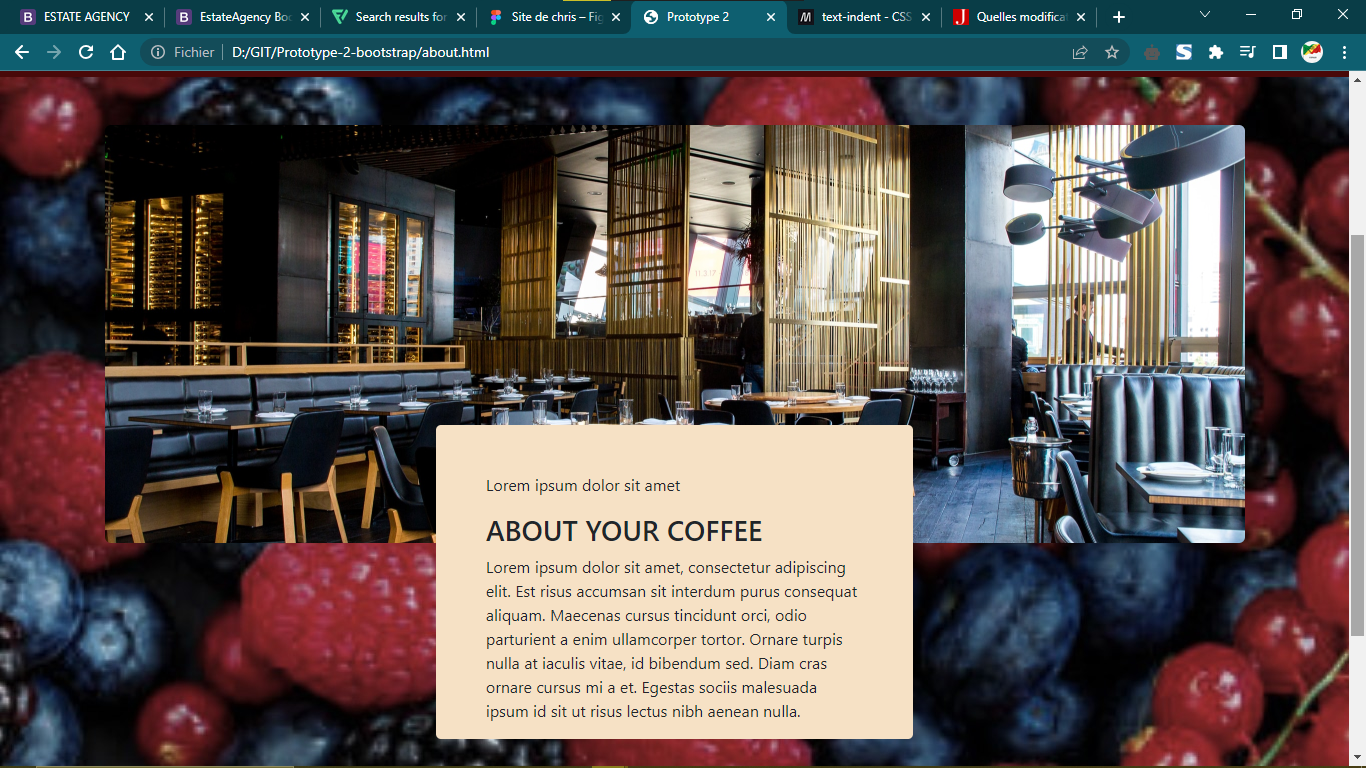 ESTATE AGENCY
EstateAgency Boo
Search results for
Site de chris – Fig
Prototype 2
text-indent - CSS
Quelles modificat
Fichier
D:/GIT/Prototype-2-bootstrap/about.html
Lorem ipsum dolor sit amet
ABOUT YOUR COFFEE
Lorem ipsum dolor sit amet, consectetur adipiscing
elit. Est risus accumsan sit interdum purus consequat
aliquam. Maecenas cursus tincidunt orci, odio
parturient a enim ullamcorper tortor. Ornare turpis
nulla at iaculis vitae, id bibendum sed. Diam cras
ornare cursus mi a et. Egestas sociis malesuada
ipsum id sit ut risus lectus nibh aenean nulla.